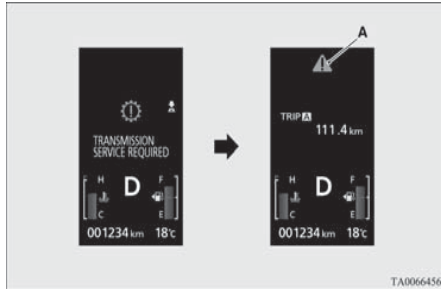 A
TRANSMISSION
SERVICE REQUIRED
F H F
D
C E
001234 km 18℃
TRIP A
111.4 km
F H F
D
C E
001234 km 18℃
TA0066456